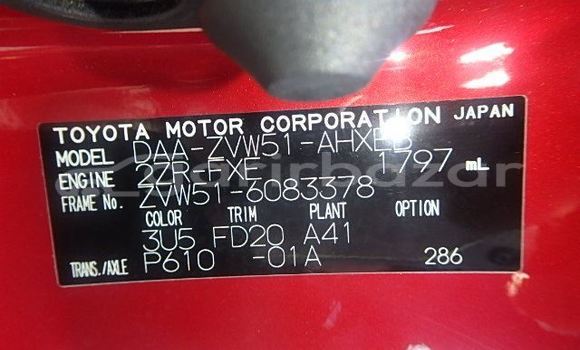 TOYOTA MOTOR CORPORATION JAPAN
MODEL DAA-ZVW51-AHXEB
ENGINE 2ZR-FXE 1797 mL
FRAME No. ZVW51-6083378
COLOR TRIM PLANT OPTION
3U5 FD20 A41
TRANS./AXLE P610 -01A 286